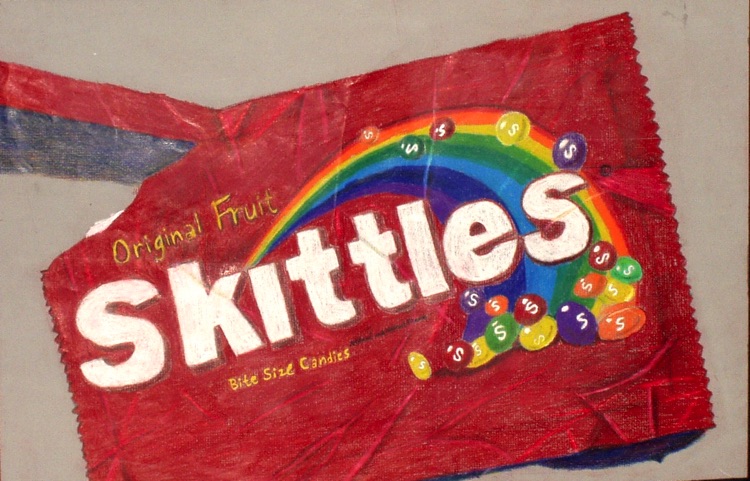 Original Fruit
Skittles
Bite Size Candies